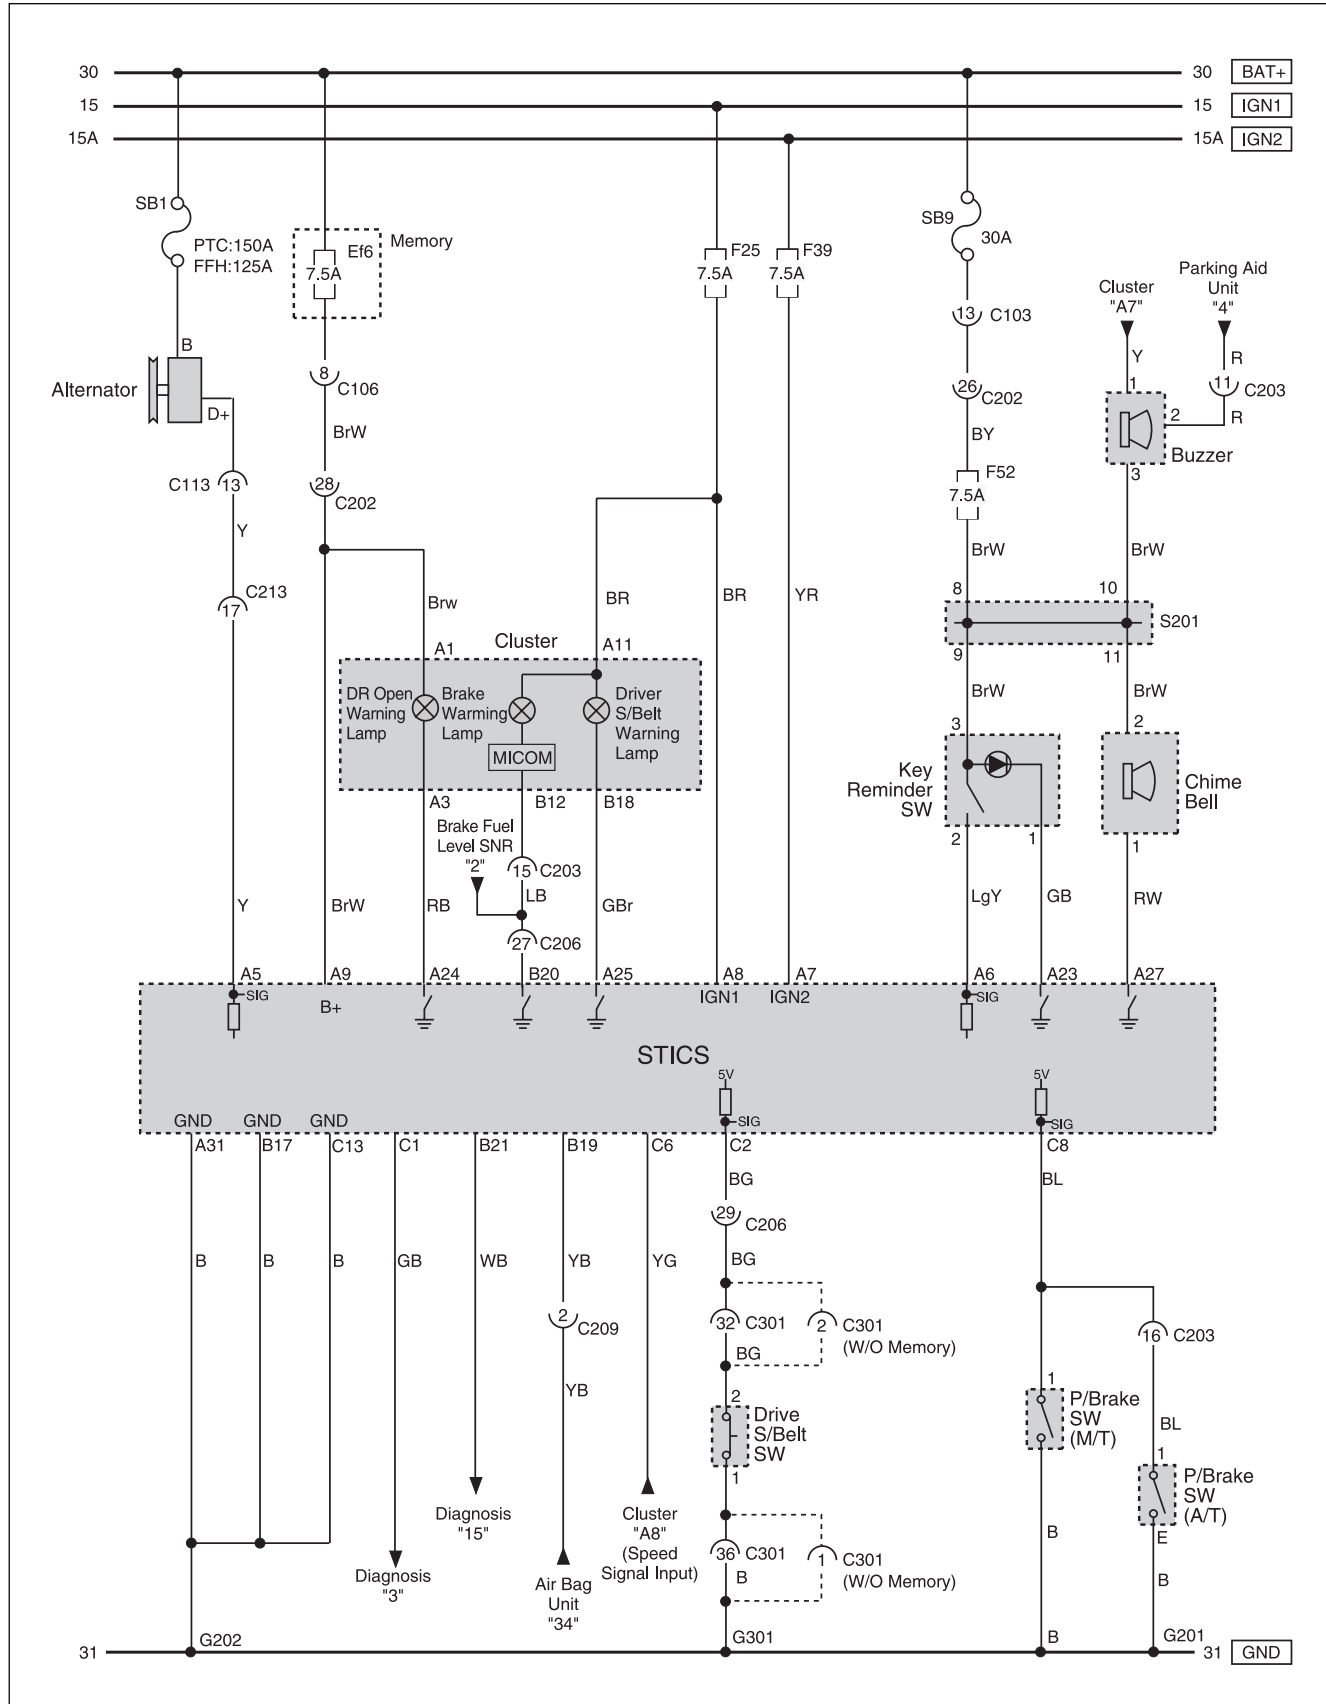 30
30 BAT+
15
15 IGN1
15A
15A IGN2
SB1
PTC:150A
FFH:125A
Ef6
Memory
7.5A
F25
7.5A
F39
7.5A
SB9
30A
Cluster
"A7"
Parking Aid
Unit
"4"
13 C103
Y
R
B
Alternator
D+
8
C106
26
C202
1
11
C203
2
R
BrW
BY
Buzzer
3
C113 13
28
C202
F52
7.5A
Y
BrW
BrW
C213
17
Brw
BR
BR
YR
8
10
S201
9
11
Cluster
A1
A11
BrW
BrW
DR Open
Warning
Lamp
Brake
Warming
Lamp
Driver
S/Belt
Warning
Lamp
MICOM
3
2
Key
Reminder
SW
Chime
Bell
A3
B12
B18
2
1
1
Brake Fuel
Level SNR
"2"
15 C203
LB
27 C206
Y
BrW
RB
GBr
LgY
GB
RW
A5
A9
A24
B20
A25
A8
A7
A6
A23
A27
SIG
B+
IGN1
IGN2
SIG
STICS
5V
5V
GND
GND
GND
SIG
SIG
A31
B17
C13
C1
B21
B19
C6
C2
C8
BG
BL
29
C206
B
B
B
GB
WB
YB
YG
BG
2
C209
32 C301
2 C301
(W/O Memory)
16 C203
BG
YB
2
Drive
S/Belt
SW
1
1
P/Brake
SW
(M/T)
BL
1
P/Brake
SW
(A/T)
E
Diagnosis
"15"
Cluster
"A8"
(Speed
Signal Input)
36 C301
1 C301
(W/O Memory)
B
B
B
Diagnosis
"3"
Air Bag
Unit
"34"
31
G202
G301
B
G201
31 GND